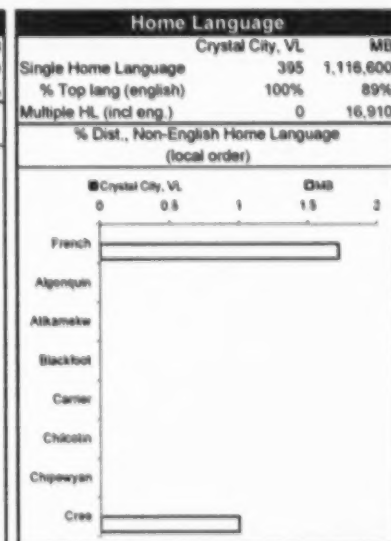 Home Language
Crystal City, VL MB
Single Home Language 395 1,116,600
% Top lang (english) 100% 89%
Multiple HL (incl eng.) 0 16,910
% Dist., Non-English Home Language
(local order)
Crystal City, VL MB
0 0.5 1 1.5 2
French
Algonquin
Atikamekw
Blackfoot
Carrier
Chilcotin
Chipewyan
Cree